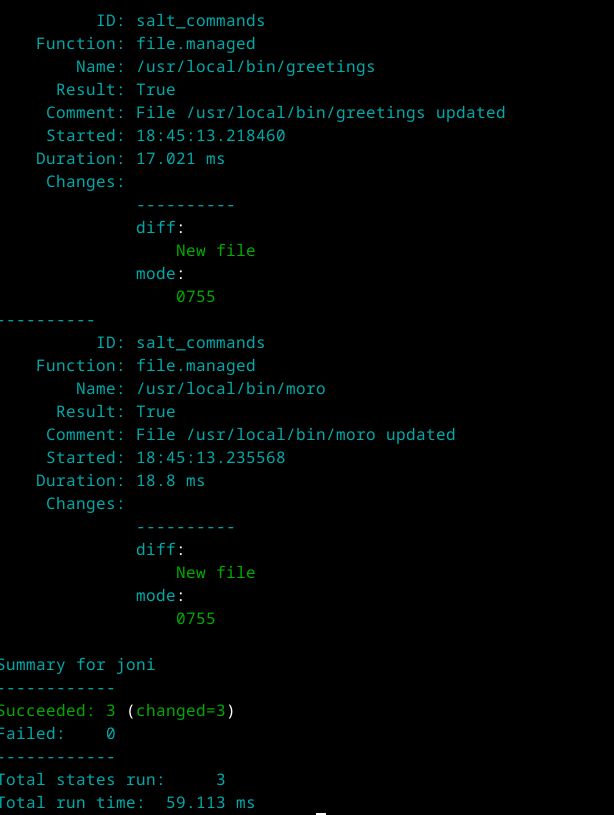 ID: salt_commands
Function: file.managed
Name: /usr/local/bin/greetings
Result: True
Comment: File /usr/local/bin/greetings updated
Started: 18:45:13.218460
Duration: 17.021 ms
Changes:
----------
diff:
New file
mode:
0755
----------
ID: salt_commands
Function: file.managed
Name: /usr/local/bin/moro
Result: True
Comment: File /usr/local/bin/moro updated
Started: 18:45:13.235568
Duration: 18.8 ms
Changes:
----------
diff:
New file
mode:
0755
Summary for joni
------------
Succeeded: 3 (changed=3)
Failed:    0
------------
Total states run:     3
Total run time:  59.113 ms